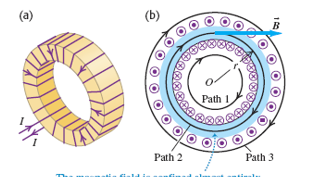 (a)
(b)
B
r
O
Path 1
I
I
Path 2
Path 3
The magnetic field is confined almost entirely